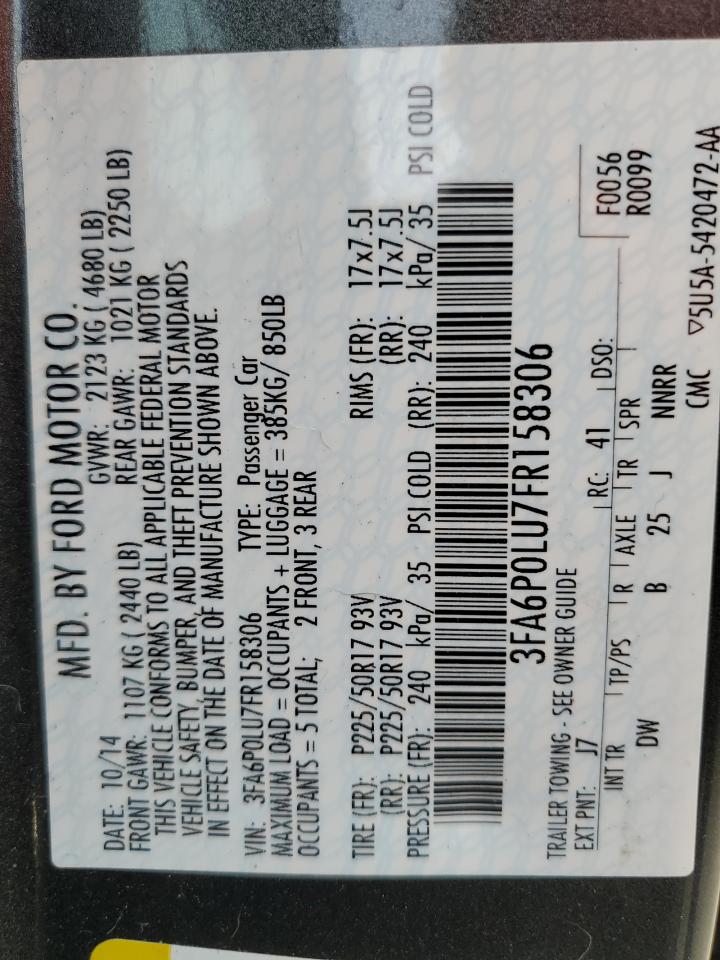 MFD. BY FORD MOTOR CO.
DATE: 10/14 GVWR: 2123 KG ( 4680 LB)
FRONT GAWR: 1107 KG ( 2440 LB) REAR GAWR: 1021 KG ( 2250 LB)
THIS VEHICLE CONFORMS TO ALL APPLICABLE FEDERAL MOTOR
VEHICLE SAFETY, BUMPER, AND THEFT PREVENTION STANDARDS
IN EFFECT ON THE DATE OF MANUFACTURE SHOWN ABOVE.
VIN: 3FA6P0LU7FR158306 TYPE: Passenger Car
MAXIMUM LOAD = OCCUPANTS + LUGGAGE = 385KG/ 850LB
OCCUPANTS = 5 TOTAL; 2 FRONT, 3 REAR
TIRE (FR): P225/50R17 93V RIMS (FR): 17x7.5J
(RR): P225/50R17 93V (RR): 17x7.5J
PRESSURE (FR): 240 kPa/ 35 PSI COLD (RR): 240 kPa/ 35 PSI COLD
3FA6P0LU7FR158306
TRAILER TOWING - SEE OWNER GUIDE
F0056
EXT PNT: J7 RC: 41 DSO: R0099
INT TR TP/PS R AXLE TR SPR
DW B 25 J NNRR
CMC ▽5U5A-5420472-AA